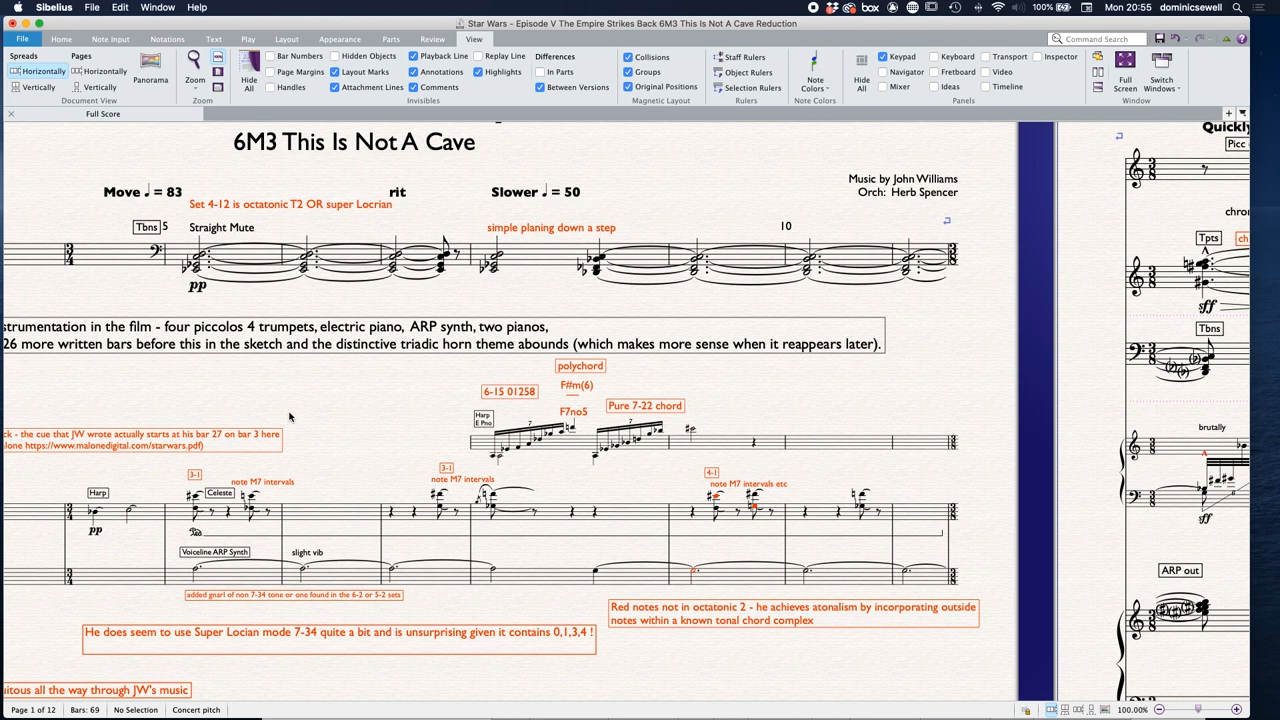 Sibelius File Edit View Window Help
100% Mon 20:55 dominicsewell
Star Wars - Episode V The Empire Strikes Back 6M3 This Is Not A Cave Reduction
File Home Note Input Notations Text Play Layout Appearance Parts Review View Command Search
Spreads Pages
Horizontally Horizontally
Vertically Vertically
Panorama
Document View
Zoom
Zoom
Hide All
Bar Numbers Hidden Objects Playback Line Replay Line
Page Margins Layout Marks Annotations Highlights
Handles Attachment Lines Comments
Invisibles
Differences
In Parts
Between Versions
Collisions
Groups
Original Positions
Magnetic Layout
Staff Rulers
Object Rulers
Selection Rulers
Rulers
Note Colors
Note Colors
Hide All
Keypad Keyboard Transport Inspector
Navigator Fretboard Video
Mixer Ideas Timeline
Panels
Full Screen
Switch Windows
Window
Full Score
6M3 This Is Not A Cave
Quickly
Picc
Music by John Williams
Orch: Herb Spencer
Move ♩ = 83 rit Slower ♩ = 50
Set 4-12 is octatonic T2 OR super Locrian
Tbns 5 Straight Mute simple planing down a step 10
pp
chron
Tpts ch
sff
Tbns
strumentation in the film - four piccolos 4 trumpets, electric piano, ARP synth, two pianos,
26 more written bars before this in the sketch and the distinctive triadic horn theme abounds (which makes more sense when it reappears later).
polychord
F#m(6)
6-15 01258
F7no5
Pure 7-22 chord
Harp
E Pno
7 7
brutally
ck - the cue that JW wrote actually starts at his bar 27 on bar 3 here
alone https://www.malonedigital.com/starwars.pdf)
3-1 3-1 4-1
note M7 intervals note M7 intervals note M7 intervals etc
Harp Celeste
pp
sff
Voiceline ARP Synth slight vib
ARP out
added gnarl of non 7-34 tone or one found in the 6-2 or 5-2 sets
Red notes not in octatonic 2 - he achieves atonalism by incorporating outside
notes within a known tonal chord complex
He does seem to use Super Locian mode 7-34 quite a bit and is unsurprising given it contains 0,1,3,4 !
uitous all the way through JW's music
Page 1 of 12 Bars: 69 No Selection Concert pitch 100.00%